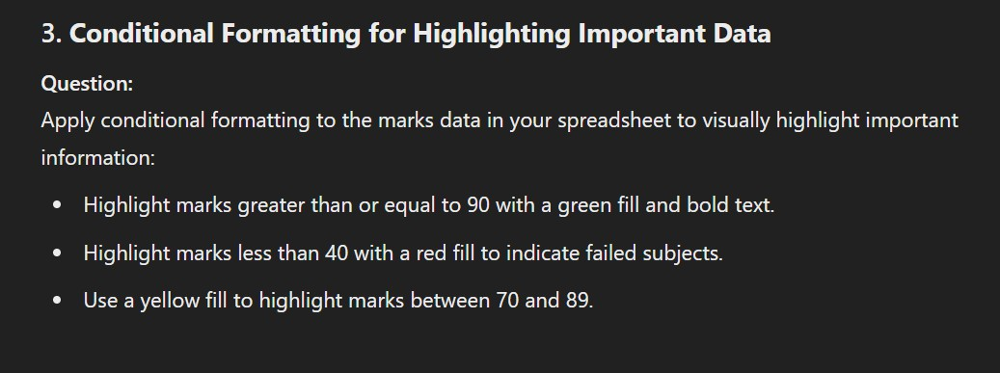 3. Conditional Formatting for Highlighting Important Data
Question:
Apply conditional formatting to the marks data in your spreadsheet to visually highlight important
information:
• Highlight marks greater than or equal to 90 with a green fill and bold text.
• Highlight marks less than 40 with a red fill to indicate failed subjects.
• Use a yellow fill to highlight marks between 70 and 89.